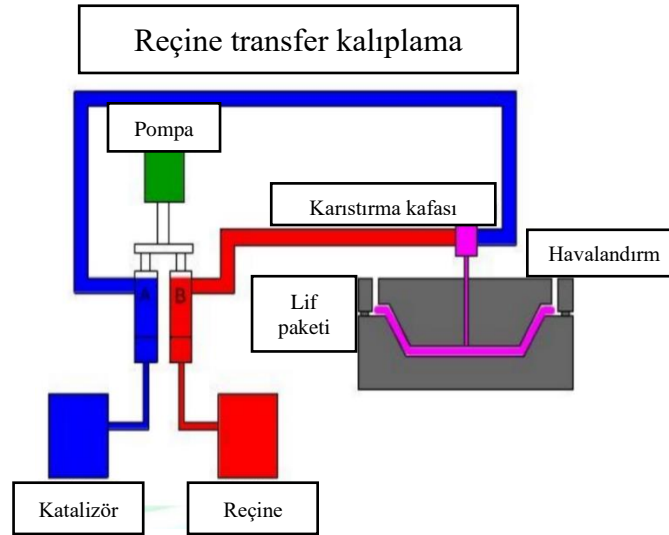 Reçine transfer kalıplama
Pompa
Karıstırma kafası
Havalandırm
Lif
paketi
A
B
Katalizör
Reçine